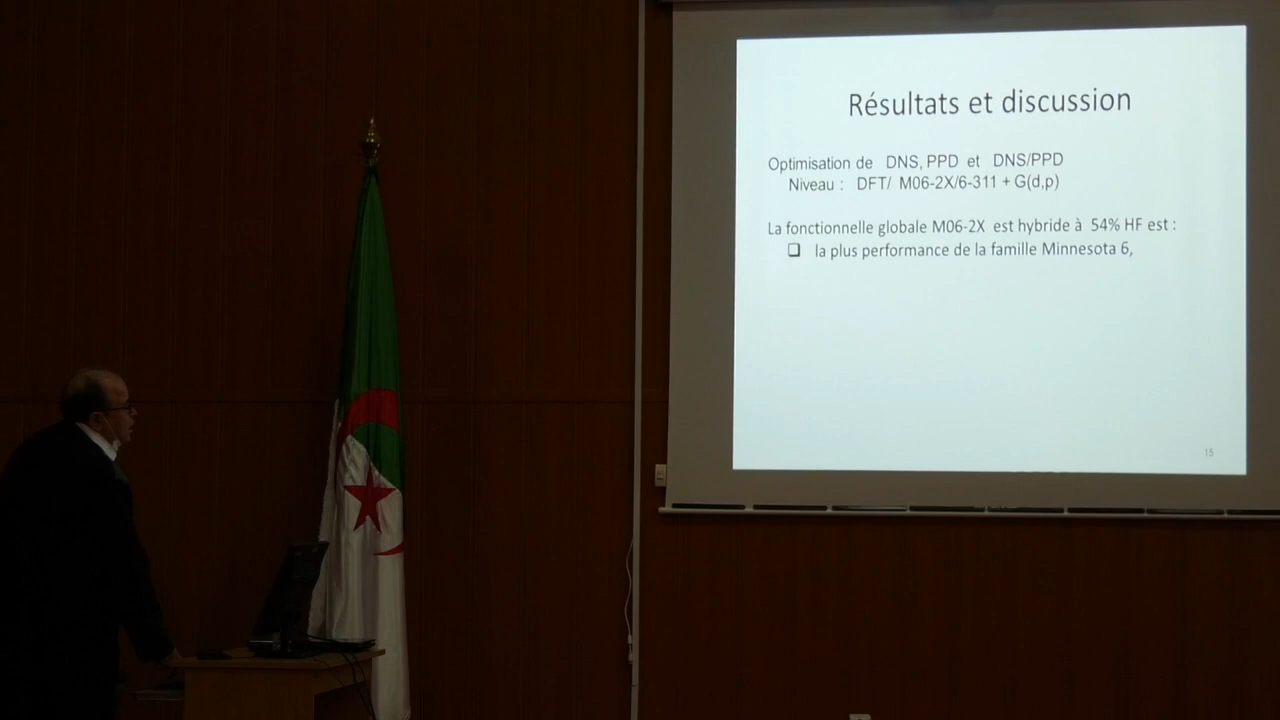 Résultats et discussion
Optimisation de DNS, PPD et DNS/PPD
Niveau : DFT/ M06-2X/6-311 + G(d,p)
La fonctionnelle globale M06-2X est hybride à 54% HF est :
❑ la plus performance de la famille Minnesota 6,
15